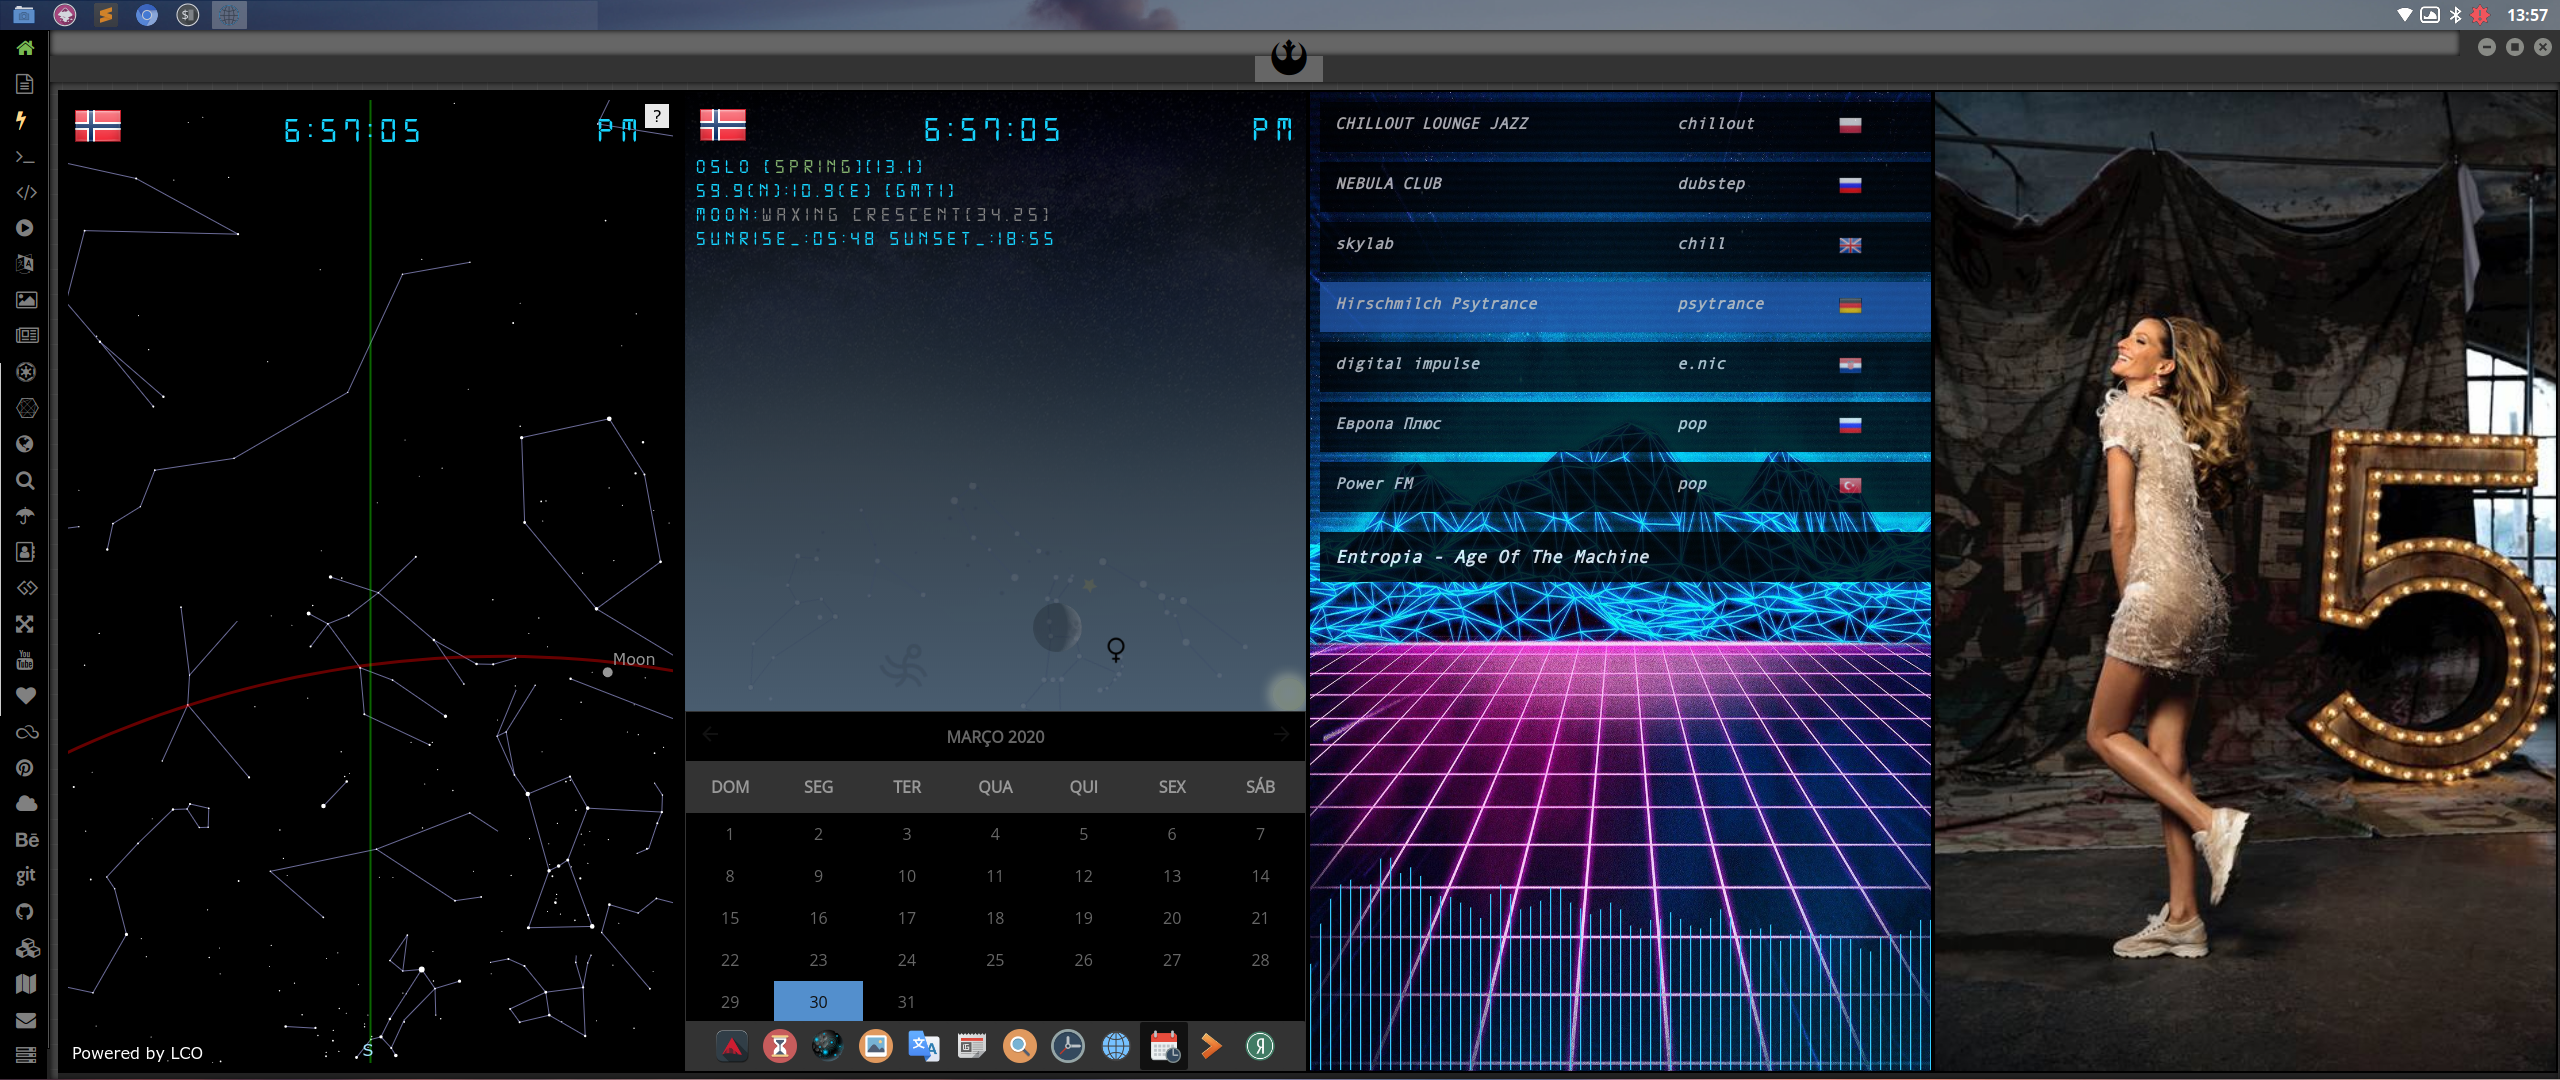 13:57
You
Tube
Bē
git
6:57:05 PM
?
Moon
S
Powered by LCO
6:57:05 PM
OSLO [SPRING][13.1]
59.9(N):10.9(E) [GMT1]
MOON:WAXING CRESCENT[34.25]
SUNRISE_:05:48 SUNSET_:18:55
MARÇO 2020
DOM SEG TER QUA QUI SEX SÁB
1 2 3 4 5 6 7
8 9 10 11 12 13 14
15 16 17 18 19 20 21
22 23 24 25 26 27 28
29 30 31
CHILLOUT LOUNGE JAZZ chillout
NEBULA CLUB dubstep
skylab chill
Hirschmilch Psytrance psytrance
digital impulse e.nic
Европа Плюс pop
Power FM pop
Entropia - Age Of The Machine
5